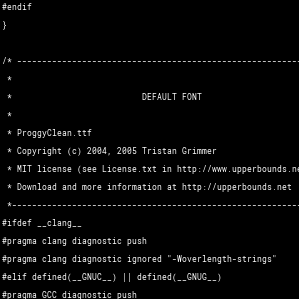 #endif
}
/* ---------------------------------------------------------
 *
 *                          DEFAULT FONT
 *
 * ProggyClean.ttf
 * Copyright (c) 2004, 2005 Tristan Grimmer
 * MIT license (see License.txt in http://www.upperbounds.ne
 * Download and more information at http://upperbounds.net
 *----------------------------------------------------------
#ifdef __clang__
#pragma clang diagnostic push
#pragma clang diagnostic ignored "-Woverlength-strings"
#elif defined(__GNUC__) || defined(__GNUG__)
#pragma GCC diagnostic push